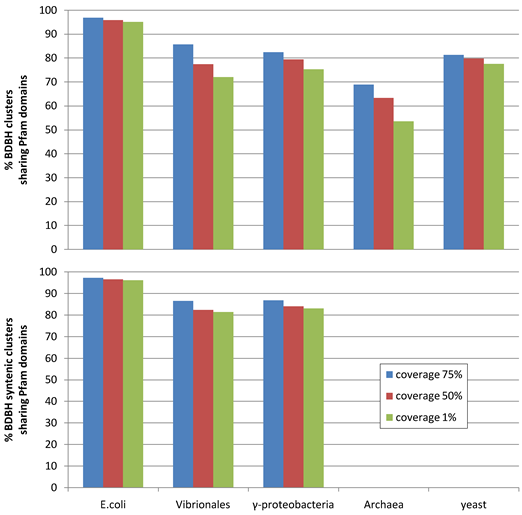 % BDBH clusters
sharing Pfam domains
100
90
80
70
60
50
40
30
20
10
0
% BDBH syntenic clusters
sharing Pfam domains
100
90
80
70
60
50
40
30
20
10
0
coverage 75%
coverage 50%
coverage 1%
E.coli
Vibrionales
γ-proteobacteria
Archaea
yeast